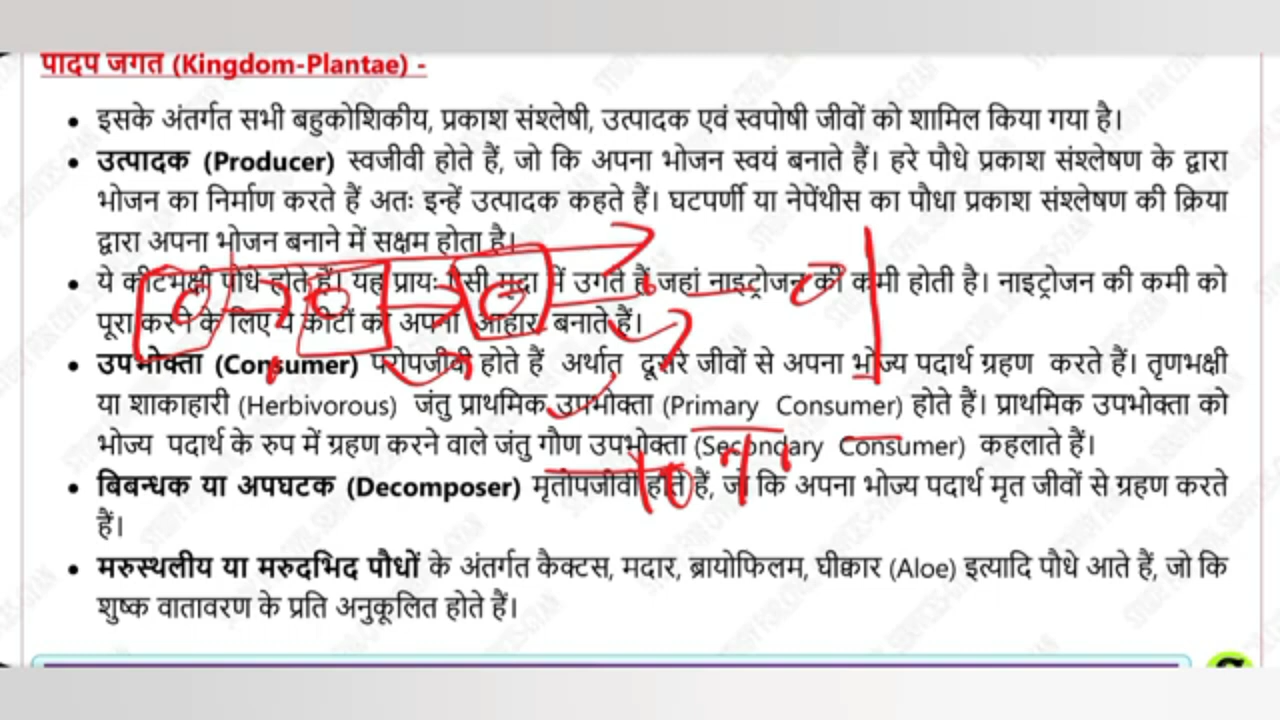 पादप जगत (Kingdom-Plantae) -
• इसके अंतर्गत सभी बहुकोशिकीय, प्रकाश संश्लेषी, उत्पादक एवं स्वपोषी जीवों को शामिल किया गया है।
• उत्पादक (Producer) स्वजीवी होते हैं, जो कि अपना भोजन स्वयं बनाते हैं। हरे पौधे प्रकाश संश्लेषण के द्वारा
भोजन का निर्माण करते हैं अतः इन्हें उत्पादक कहते हैं। घटपर्णी या नेपेंथीस का पौधा प्रकाश संश्लेषण की क्रिया
द्वारा अपना भोजन बनाने में सक्षम होता है।
• ये कीटभक्षी पौधे होते हैं, यह प्रायः ऐसी मृदा में उगते हैं जहां नाइट्रोजन की कमी होती है। नाइट्रोजन की कमी को
पूरा करने के लिए ये कीटों को अपना आहार बनाते हैं।
• उपभोक्ता (Consumer) परोपजीवी होते हैं अर्थात दूसरे जीवों से अपना भोज्य पदार्थ ग्रहण करते हैं। तृणभक्षी
या शाकाहारी (Herbivorous) जंतु प्राथमिक उपभोक्ता (Primary Consumer) होते हैं। प्राथमिक उपभोक्ता को
भोज्य पदार्थ के रुप में ग्रहण करने वाले जंतु गौण उपभोक्ता (Secondary Consumer) कहलाते हैं।
• बिबन्धक या अपघटक (Decomposer) मृतोपजीवी होते हैं, जो कि अपना भोज्य पदार्थ मृत जीवों से ग्रहण करते
हैं।
• मरुस्थलीय या मरुदभिद पौधों के अंतर्गत कैक्टस, मदार, ब्रायोफिलम, घीक्वार (Aloe) इत्यादि पौधे आते हैं, जो कि
शुष्क वातावरण के प्रति अनुकूलित होते हैं।